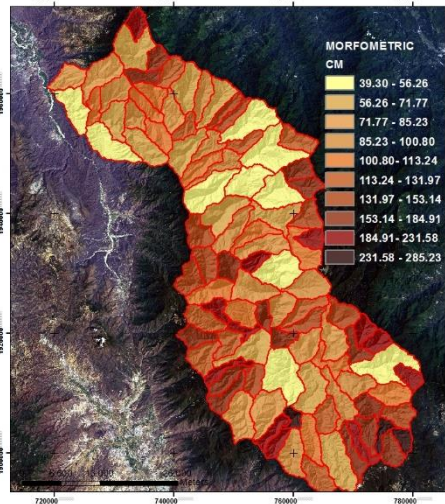 MORFOMETRIC
CM
39.30 - 56.26
56.26 - 71.77
71.77 - 85.23
85.23 - 100.80
100.80- 113.24
113.24 - 131.97
131.97 - 153.14
153.14 - 184.91
184.91 - 231.58
231.58 - 285.23
Meters
720000
740000
760000
780000